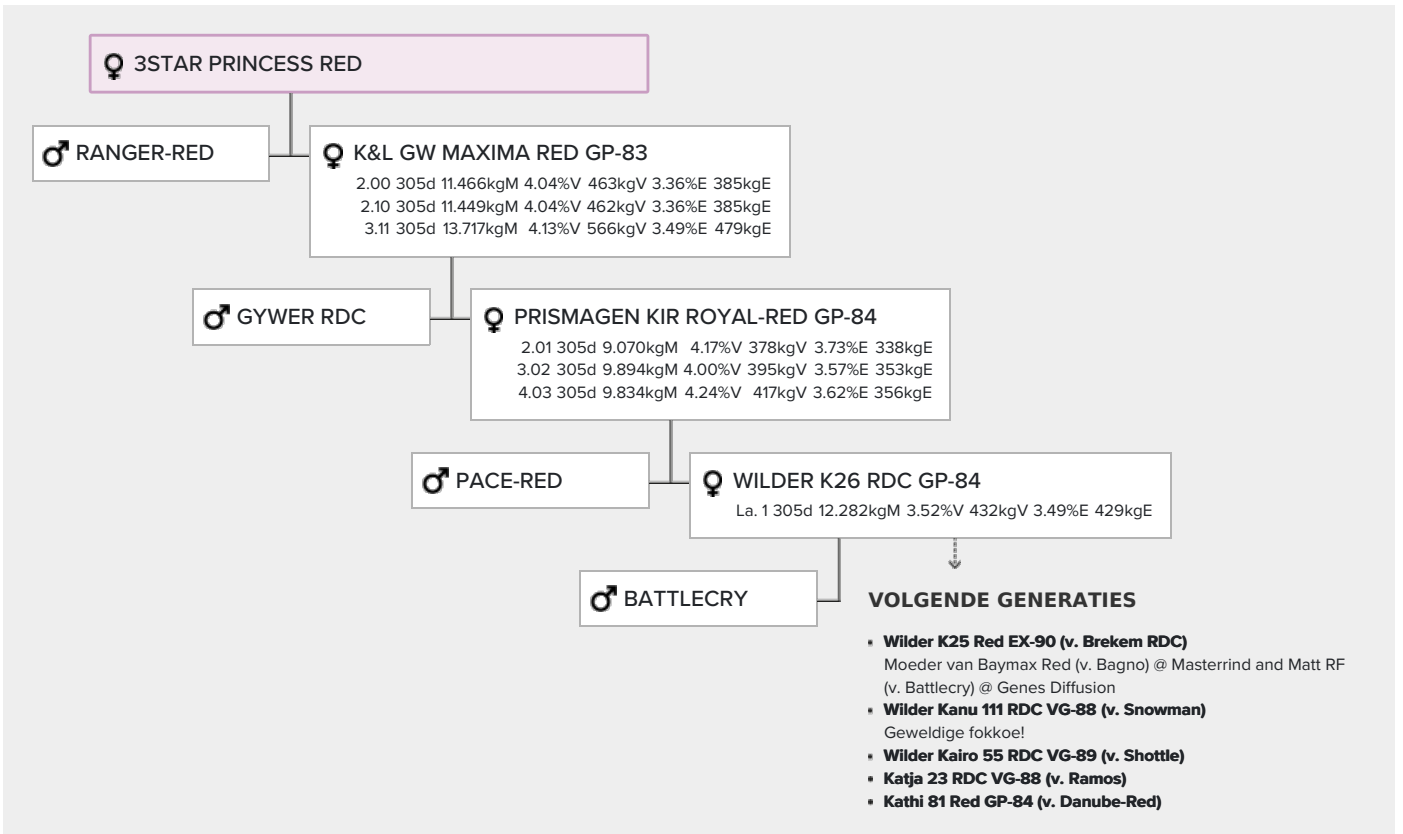 3STAR PRINCESS RED
RANGER-RED
K&L GW MAXIMA RED GP-83
2.00 305d 11.466kgM 4.04%V 463kgV 3.36%E 385kgE
2.10 305d 11.449kgM 4.04%V 462kgV 3.36%E 385kgE
3.11 305d 13.717kgM 4.13%V 566kgV 3.49%E 479kgE
GYWER RDC
PRISMAGEN KIR ROYAL-RED GP-84
2.01 305d 9.070kgM 4.17%V 378kgV 3.73%E 338kgE
3.02 305d 9.894kgM 4.00%V 395kgV 3.57%E 353kgE
4.03 305d 9.834kgM 4.24%V 417kgV 3.62%E 356kgE
PACE-RED
WILDER K26 RDC GP-84
La. 1 305d 12.282kgM 3.52%V 432kgV 3.49%E 429kgE
BATTLECRY
VOLGENDE GENERATIES
Wilder K25 Red EX-90 (v. Brekem RDC)
Moeder van Baymax Red (v. Bagno) @ Masterrind and Matt RF
(v. Battlecry) @ Genes Diffusion
Wilder Kanu 111 RDC VG-88 (v. Snowman)
Geweldige fokkoe!
Wilder Kairo 55 RDC VG-89 (v. Shottle)
Katja 23 RDC VG-88 (v. Ramos)
Kathi 81 Red GP-84 (v. Danube-Red)